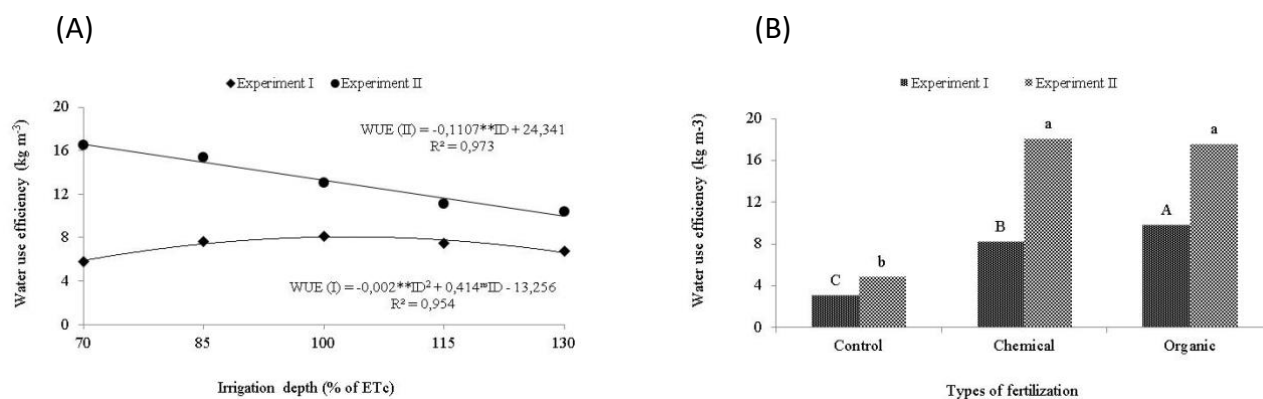 (A)
(B)
Experiment I Experiment II
WUE (II) = -0,1107**ID + 24,341
R² = 0,973
WUE (I) = -0,002**ID² + 0,414ID - 13,256
R² = 0,954
Water use efficiency (kg m⁻³)
20
16
12
8
4
0
70 85 100 115 130
Irrigation depth (% of ETc)
Experiment I Experiment II
Water use efficiency (kg m-3)
20
16
12
8
4
0
C b B a A a
Control Chemical Organic
Types of fertilization